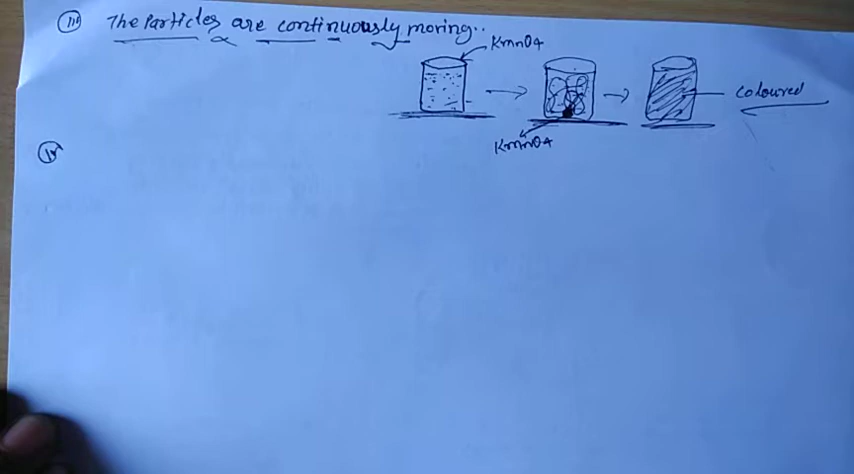 (iii) The Particles are continuously moving..
KmnO4
KmnO4
coloured
(iv)